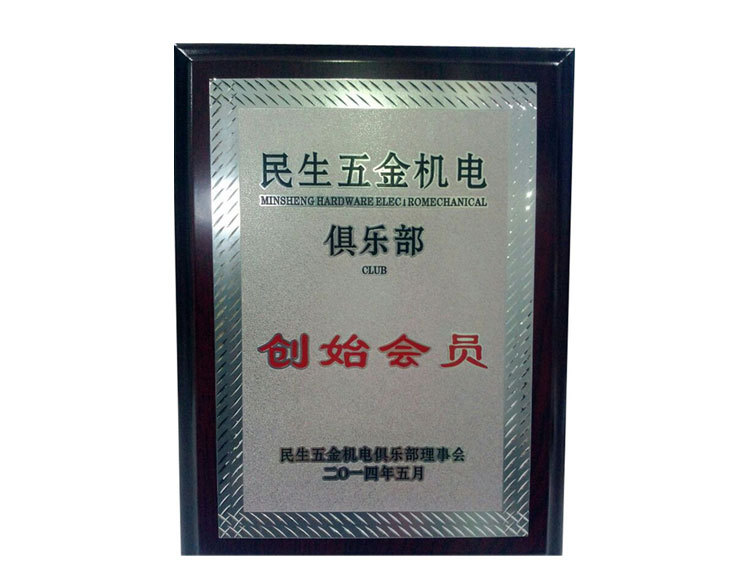 民生五金机电
MINSHENG HARDWARE ELECiROMECHANICAL
俱乐部
CLUB
创始会员
民生五金机电俱乐部理事会
二〇一四年五月